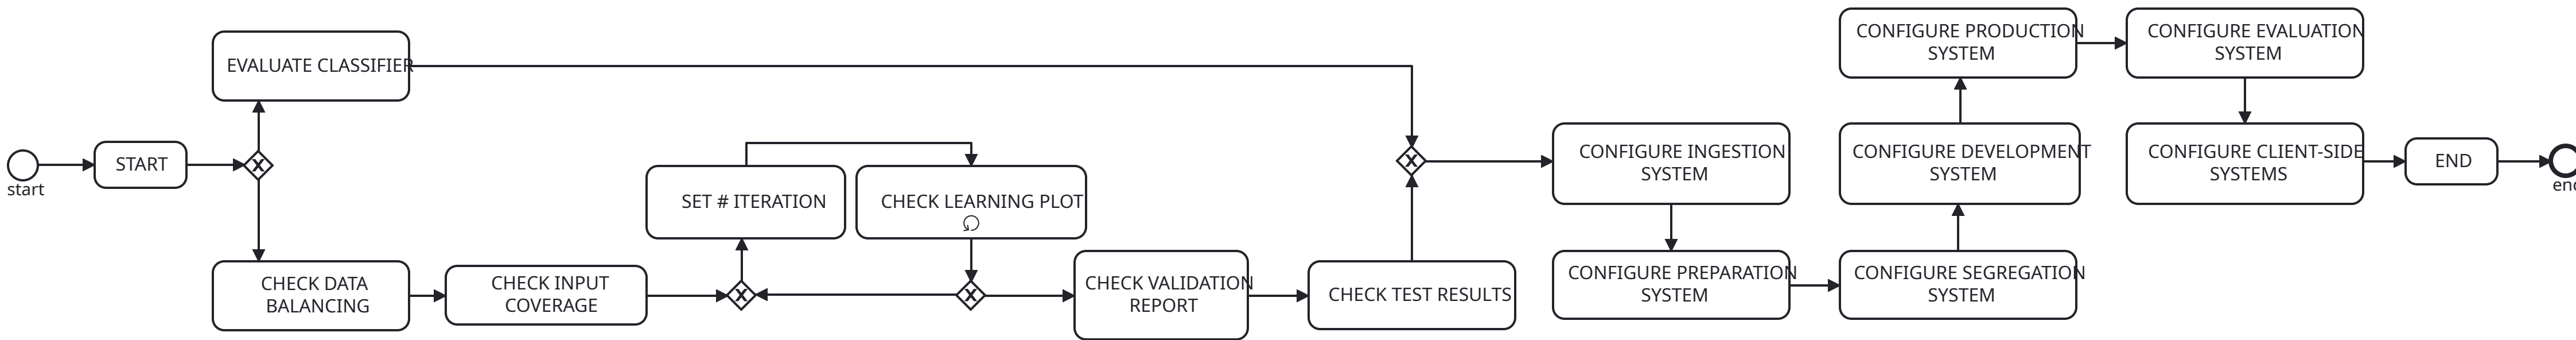 start
START
X
EVALUATE CLASSIFIER
CHECK DATA
BALANCING
CHECK INPUT
COVERAGE
X
SET # ITERATION
CHECK LEARNING PLOT
X
CHECK VALIDATION
REPORT
CHECK TEST RESULTS
X
CONFIGURE INGESTION
SYSTEM
CONFIGURE PREPARATION
SYSTEM
CONFIGURE SEGREGATION
SYSTEM
CONFIGURE DEVELOPMENT
SYSTEM
CONFIGURE PRODUCTION
SYSTEM
CONFIGURE EVALUATION
SYSTEM
CONFIGURE CLIENT-SIDE
SYSTEMS
END
end